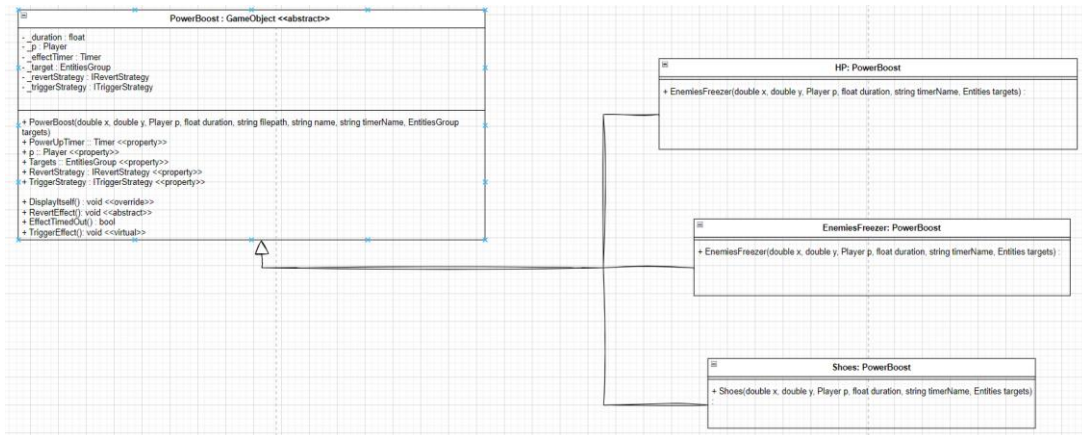 PowerBoost : GameObject <<abstract>>
- _duration : float
- _p : Player
- _effectTimer : Timer
- _target : EntitiesGroup
- _revertStrategy : IRevertStrategy
- _triggerStrategy : ITriggerStrategy
+ PowerBoost(double x, double y, Player p, float duration, string filepath, string name, string timerName, EntitiesGroup
targets)
+ PowerUpTimer :: Timer <<property>>
+ p :: Player <<property>>
+ Targets :: EntitiesGroup <<property>>
+ RevertStrategy : IRevertStrategy <<property>>
+ TriggerStrategy : ITriggerStrategy <<property>>
+ DisplayItself() : void <<override>>
+ RevertEffect(): void <<abstract>>
+ EffectTimedOut() : bool
+ TriggerEffect(): void <<virtual>>
HP: PowerBoost
+ EnemiesFreezer(double x, double y, Player p, float duration, string timerName, Entities targets) :
EnemiesFreezer: PowerBoost
+ EnemiesFreezer(double x, double y, Player p, float duration, string timerName, Entities targets) :
Shoes: PowerBoost
+ Shoes(double x, double y, Player p, float duration, string timerName, Entities targets)
: